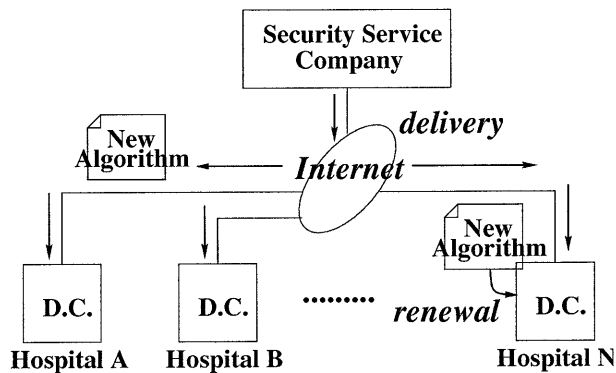 Security Service
Company
delivery
New
Algorithm
Internet
New
Algorithm
D.C.
D.C.
renewal
D.C.
Hospital A
Hospital B
Hospital N